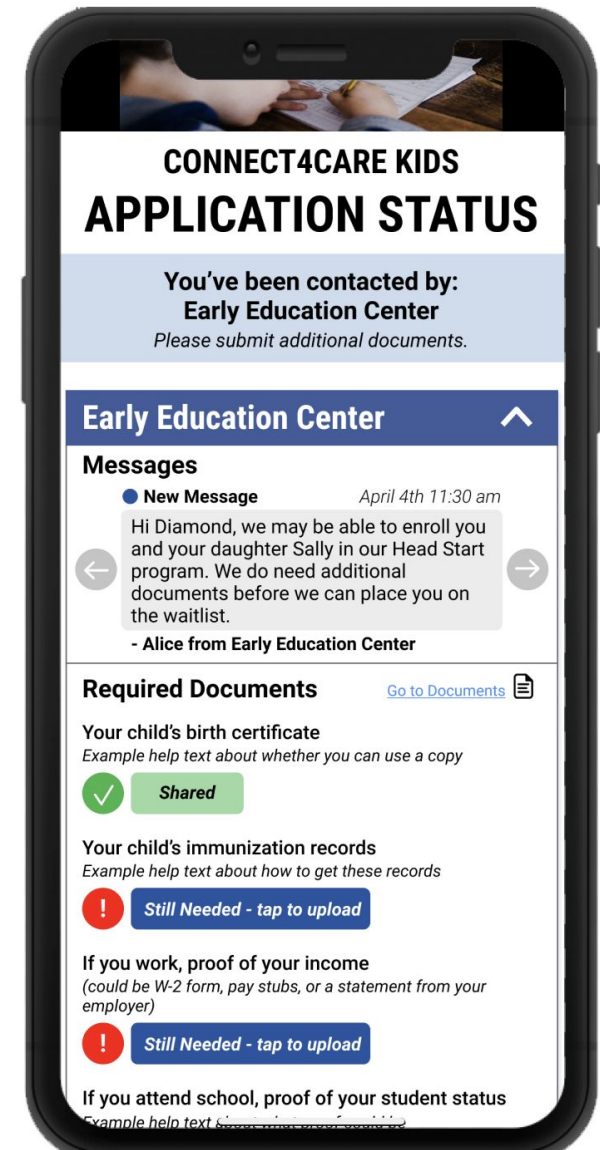 CONNECT4CARE KIDS
APPLICATION STATUS
You've been contacted by:
Early Education Center
Please submit additional documents.
Early Education Center
Messages
New Message April 4th 11:30 am
Hi Diamond, we may be able to enroll you
and your daughter Sally in our Head Start
program. We do need additional
documents before we can place you on
the waitlist.
- Alice from Early Education Center
Required Documents Go to Documents
Your child's birth certificate
Example help text about whether you can use a copy
Shared
Your child's immunization records
Example help text about how to get these records
! Still Needed - tap to upload
If you work, proof of your income
(could be W-2 form, pay stubs, or a statement from your
employer)
! Still Needed - tap to upload
If you attend school, proof of your student status
Example help text about what proof could be